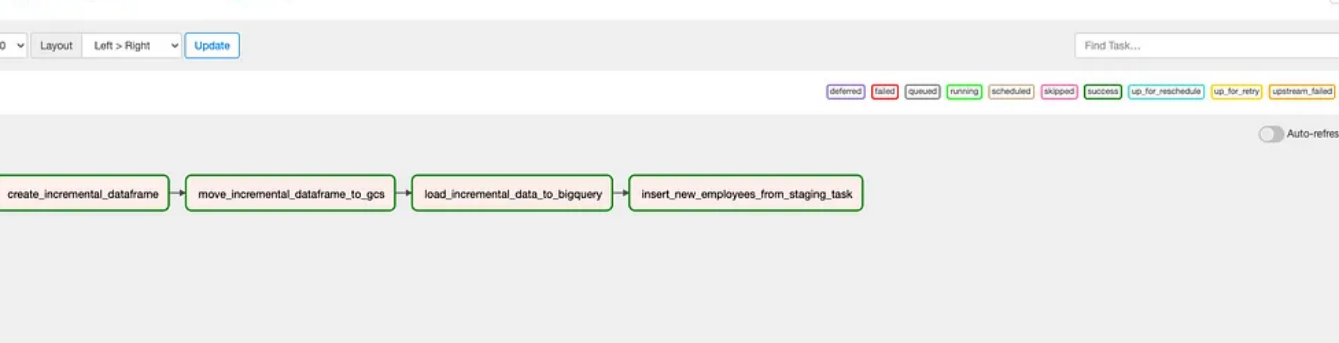 0 Layout Left > Right Update Find Task...
deferred failed queued running scheduled skipped success up_for_reschedule up_for_retry upstream_failed
Auto-refres
create_incremental_dataframe move_incremental_dataframe_to_gcs load_incremental_data_to_bigquery insert_new_employees_from_staging_task